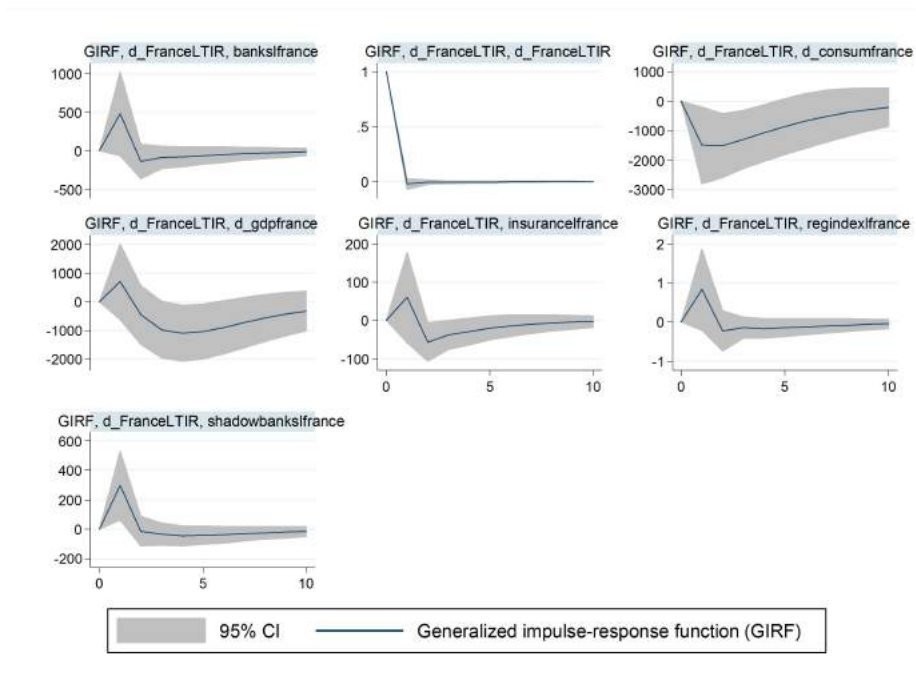 GIRF, d_FranceLTIR, bankslfrance
1000
500
0
-500
GIRF, d_FranceLTIR, d_FranceLTIR
1
.5
0
GIRF, d_FranceLTIR, d_consumfrance
1000
0
-1000
-2000
-3000
GIRF, d_FranceLTIR, d_gdpfrance
2000
1000
0
-1000
-2000
GIRF, d_FranceLTIR, insurancelfrance
200
100
0
-100
0 5 10
GIRF, d_FranceLTIR, regindexlfrance
2
1
0
-1
0 5 10
GIRF, d_FranceLTIR, shadowbankslfrance
600
400
200
0
-200
0 5 10
95% CI Generalized impulse-response function (GIRF)